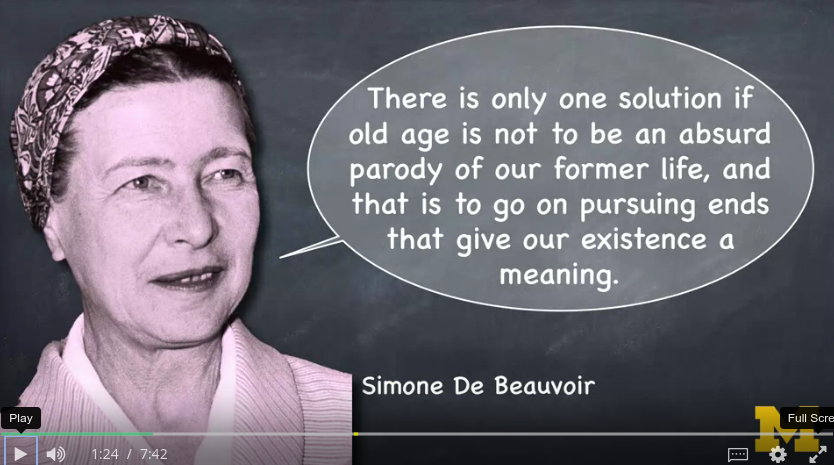 There is only one solution if
old age is not to be an absurd
parody of our former life, and
that is to go on pursuing ends
that give our existence a
meaning.
Simone De Beauvoir
M
Play
Full Scre
1:24 / 7:42